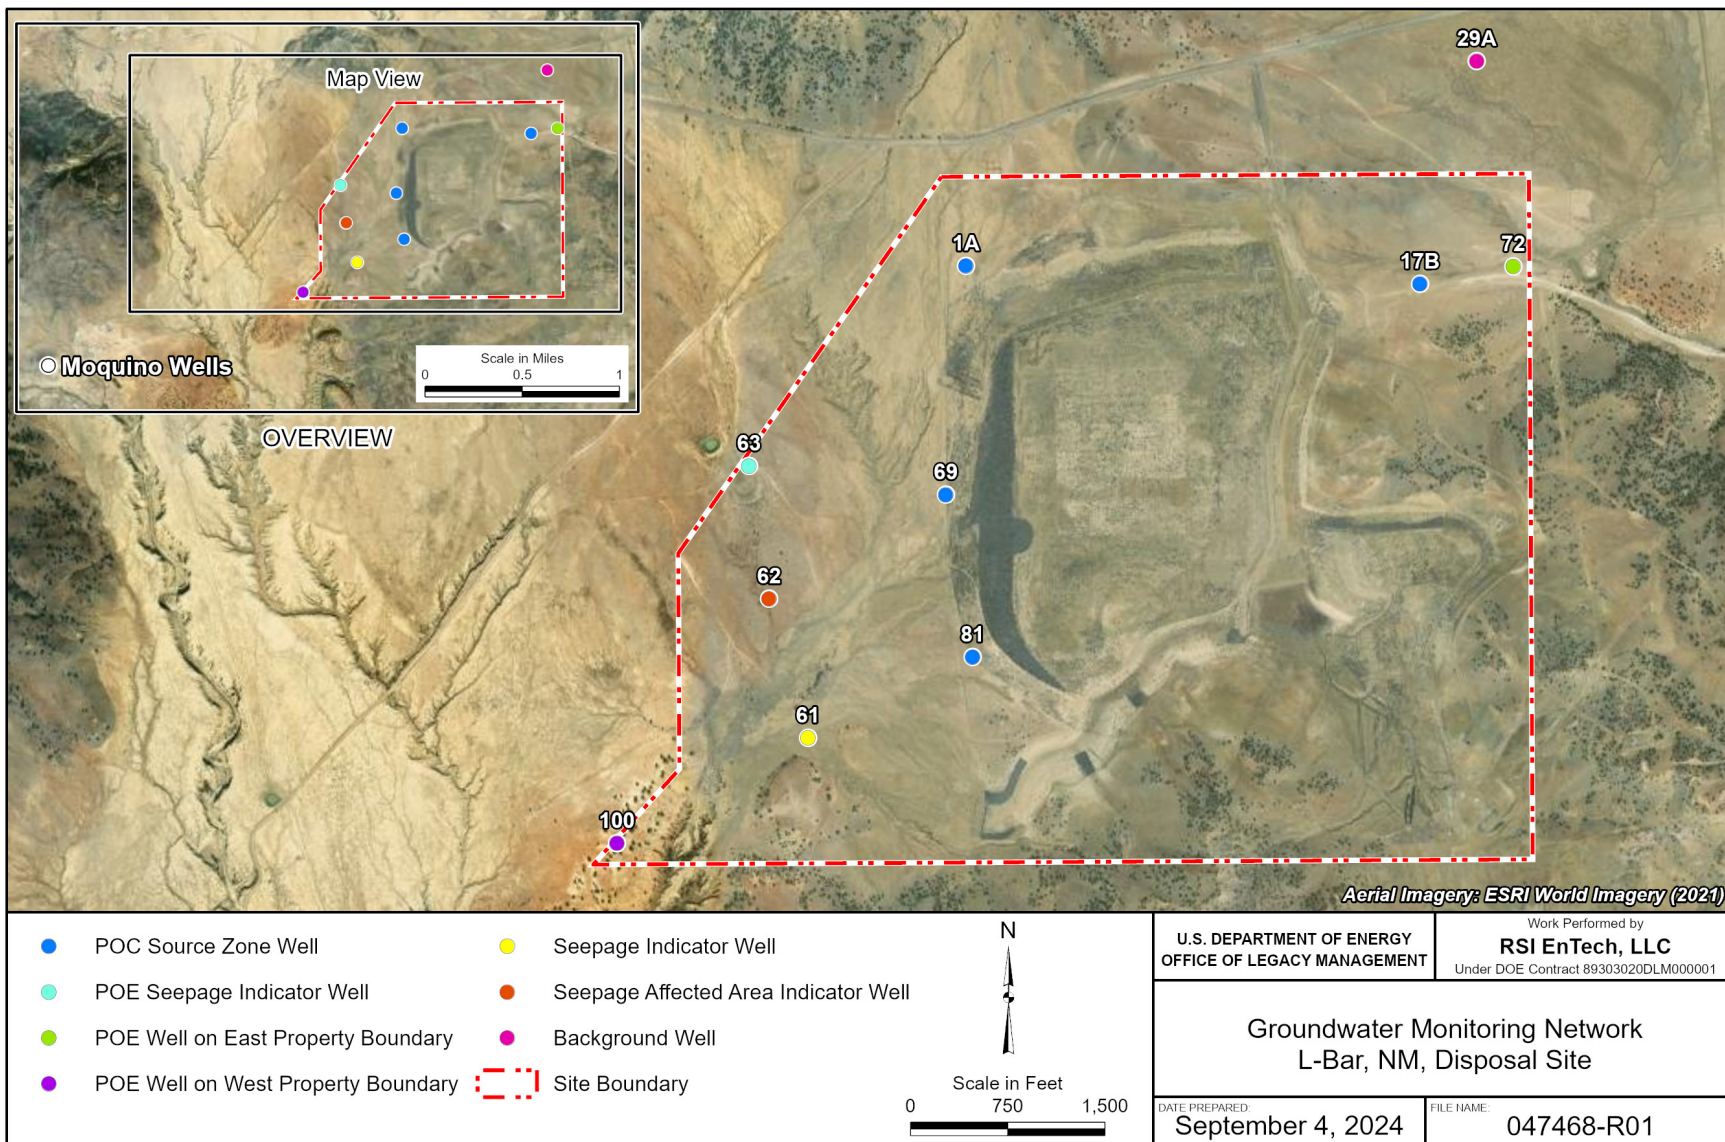 Map View
Moquino Wells
Scale in Miles
0 0.5 1
OVERVIEW
29A
1A
17B
72
63
69
62
81
61
100
Aerial Imagery: ESRI World Imagery (2021)
POC Source Zone Well
POE Seepage Indicator Well
POE Well on East Property Boundary
POE Well on West Property Boundary
Seepage Indicator Well
Seepage Affected Area Indicator Well
Background Well
Site Boundary
N
Scale in Feet
0 750 1,500
U.S. DEPARTMENT OF ENERGY
OFFICE OF LEGACY MANAGEMENT
Work Performed by
RSI EnTech, LLC
Under DOE Contract 89303020DLM000001
Groundwater Monitoring Network
L-Bar, NM, Disposal Site
DATE PREPARED:
September 4, 2024
FILE NAME:
047468-R01